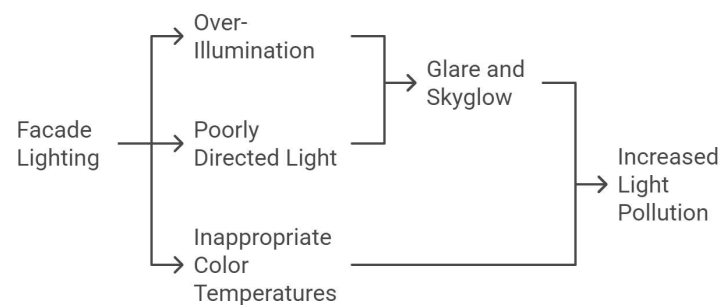 Over-
Illumination
Glare and
Skyglow
Facade
Lighting
Poorly
Directed Light
Increased
Light
Pollution
Inappropriate
Color
Temperatures